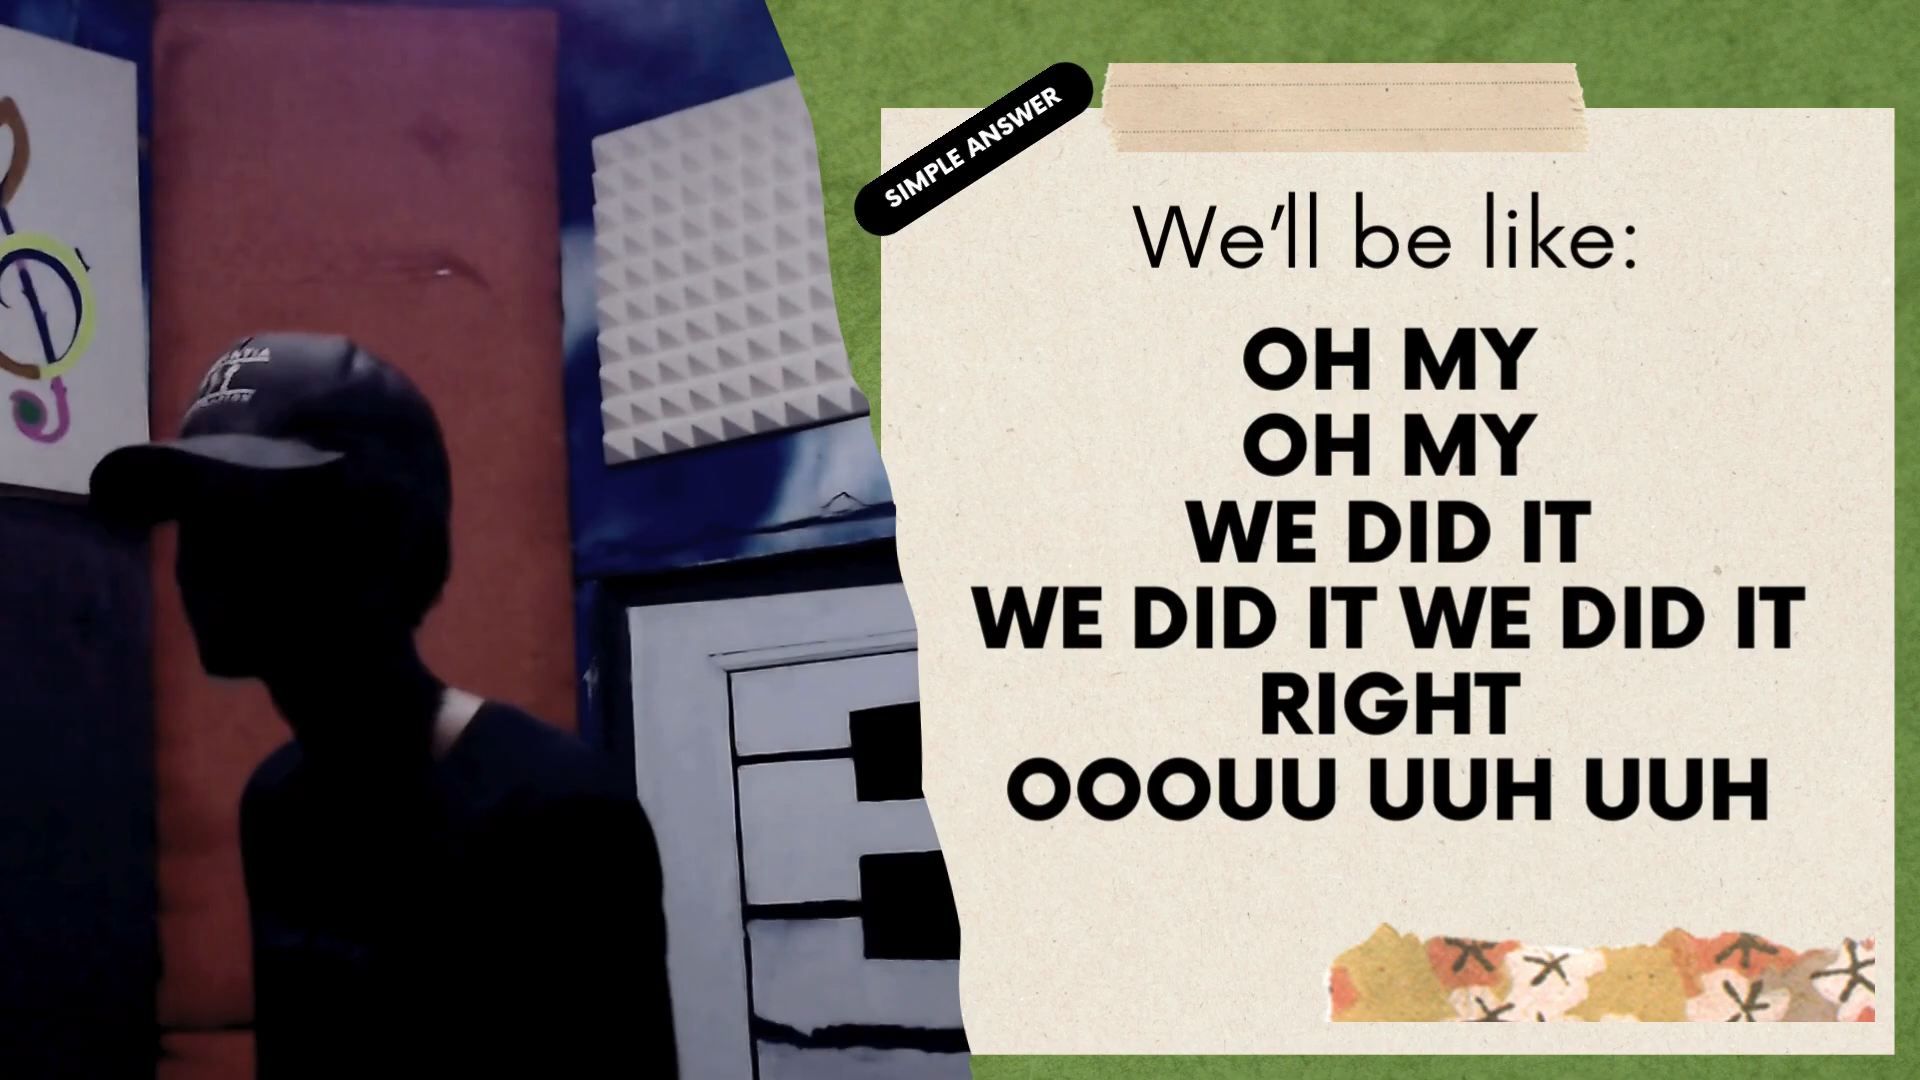 SIMPLE ANSWER
We'll be like:
OH MY
OH MY
WE DID IT
WE DID IT WE DID IT
RIGHT
OOOUU UUH UUH